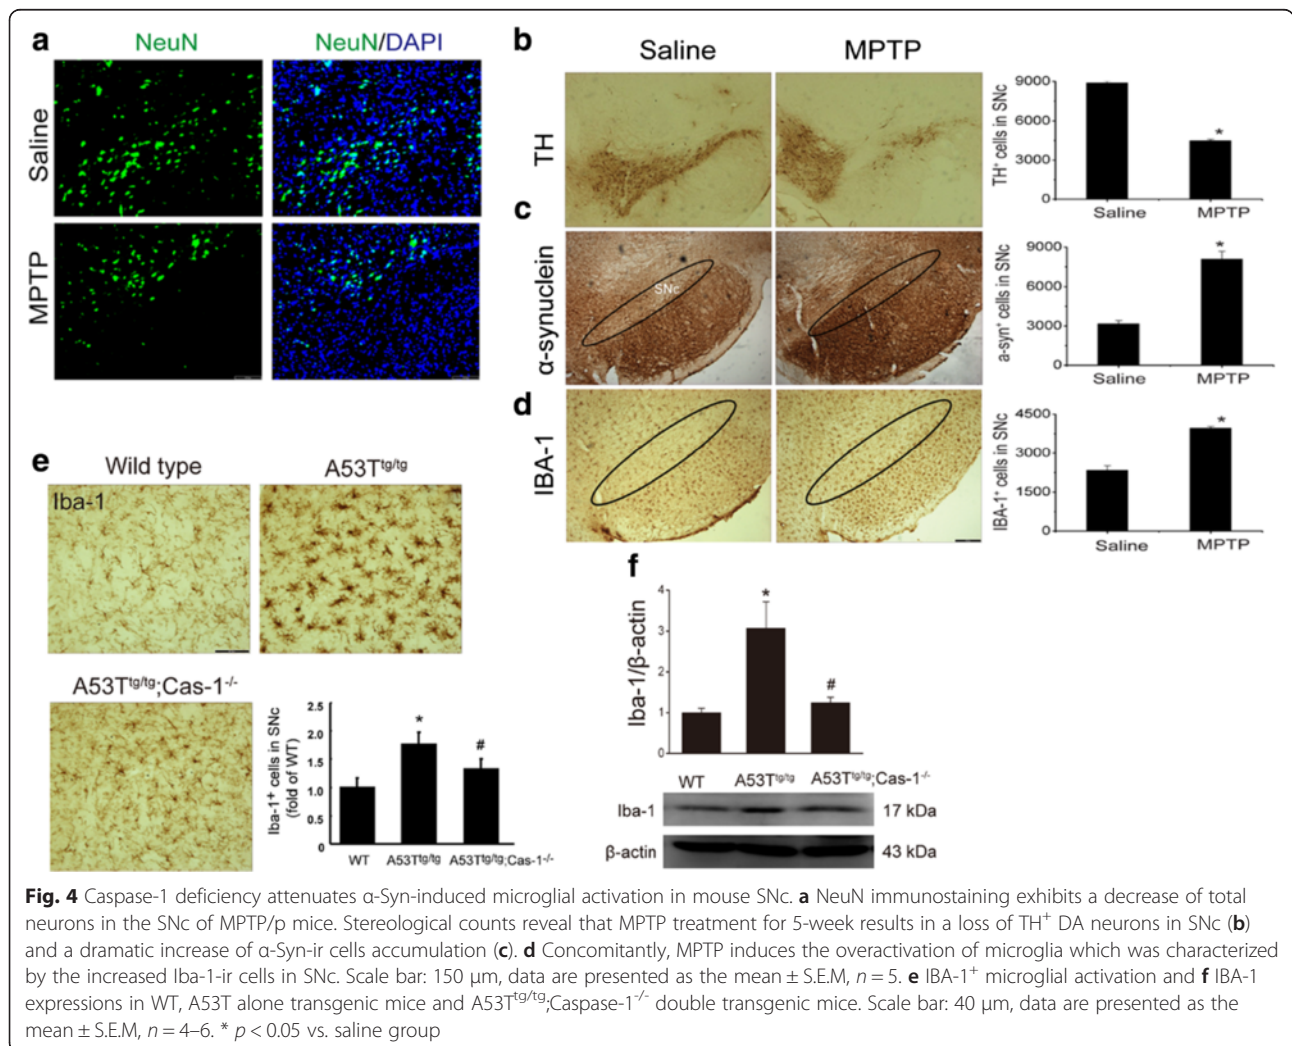 a
NeuN
NeuN/DAPI
Saline
MPTP
b
Saline
MPTP
TH
TH⁺ cells in SNc
9000
6000
3000
0
*
Saline
MPTP
c
α-synuclein
SNc
a-syn⁺ cells in SNc
9000
6000
3000
0
*
Saline
MPTP
d
IBA-1
IBA-1⁺ cells in SNc
4500
3000
1500
0
*
Saline
MPTP
e
Wild type
A53Tᵗᵍ/ᵗᵍ
Iba-1
A53Tᵗᵍ/ᵗᵍ;Cas-1⁻/⁻
Iba-1⁺ cells in SNc
(fold of WT)
2.5
2.0
1.5
1.0
.5
0
*
#
WT
A53Tᵗᵍ/ᵗᵍ
A53Tᵗᵍ/ᵗᵍ;Cas-1⁻/⁻
f
Iba-1/β-actin
4
3
2
1
0
*
#
WT
A53Tᵗᵍ/ᵗᵍ
A53Tᵗᵍ/ᵗᵍ;Cas-1⁻/⁻
Iba-1
17 kDa
β-actin
43 kDa
Fig. 4 Caspase-1 deficiency attenuates α-Syn-induced microglial activation in mouse SNc. a NeuN immunostaining exhibits a decrease of total
neurons in the SNc of MPTP/p mice. Stereological counts reveal that MPTP treatment for 5-week results in a loss of TH⁺ DA neurons in SNc (b)
and a dramatic increase of α-Syn-ir cells accumulation (c). d Concomitantly, MPTP induces the overactivation of microglia which was characterized
by the increased Iba-1-ir cells in SNc. Scale bar: 150 μm, data are presented as the mean ± S.E.M, n = 5. e IBA-1⁺ microglial activation and f IBA-1
expressions in WT, A53T alone transgenic mice and A53Tᵗᵍ/ᵗᵍ;Caspase-1⁻/⁻ double transgenic mice. Scale bar: 40 μm, data are presented as the
mean ± S.E.M, n = 4–6. * p < 0.05 vs. saline group